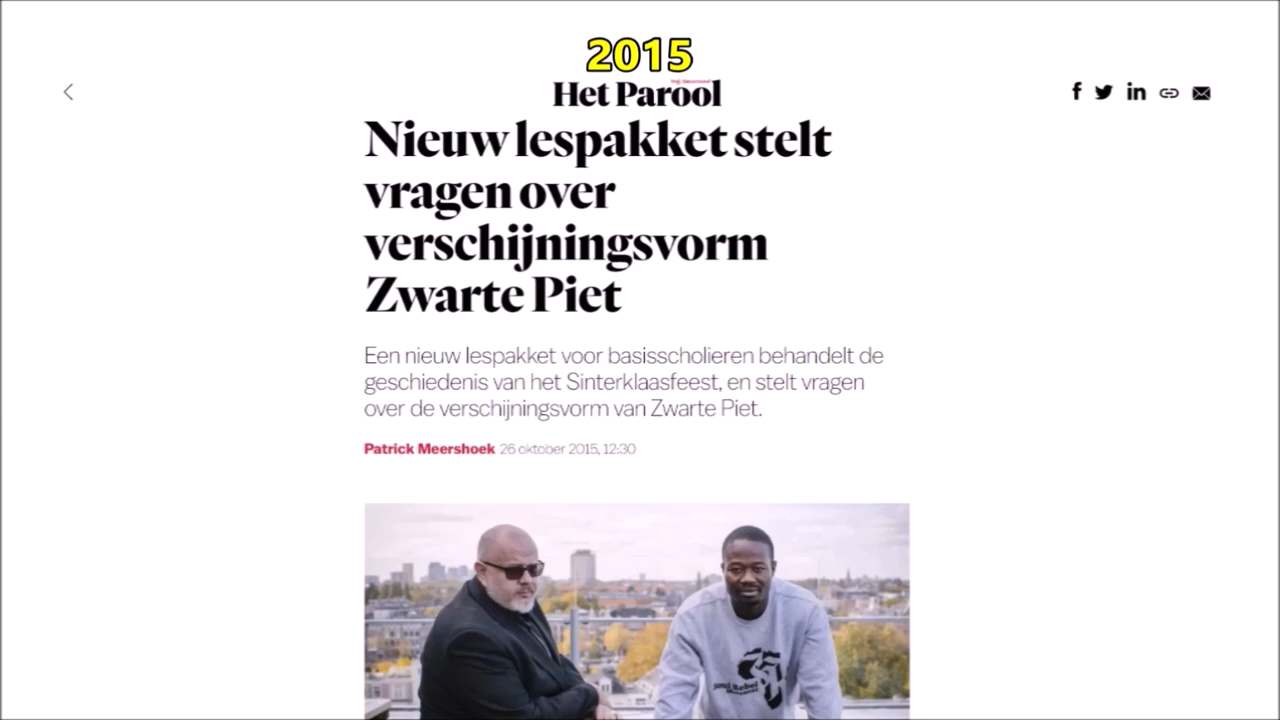 2015
Het Parool
Nieuw lespakket stelt
vragen over
verschijningsvorm
Zwarte Piet
Een nieuw lespakket voor basisscholieren behandelt de
geschiedenis van het Sinterklaasfeest, en stelt vragen
over de verschijningsvorm van Zwarte Piet.
Patrick Meershoek 26 oktober 2015, 12:30
Rebel